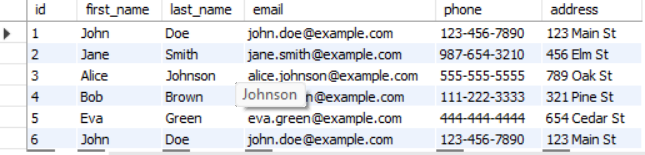 id first_name last_name email phone address
1 John Doe john.doe@example.com 123-456-7890 123 Main St
2 Jane Smith jane.smith@example.com 987-654-3210 456 Elm St
3 Alice Johnson alice.johnson@example.com 555-555-5555 789 Oak St
4 Bob Brown Johnson n@example.com 111-222-3333 321 Pine St
5 Eva Green eva.green@example.com 444-444-4444 654 Cedar St
6 John Doe john.doe@example.com 123-456-7890 123 Main St